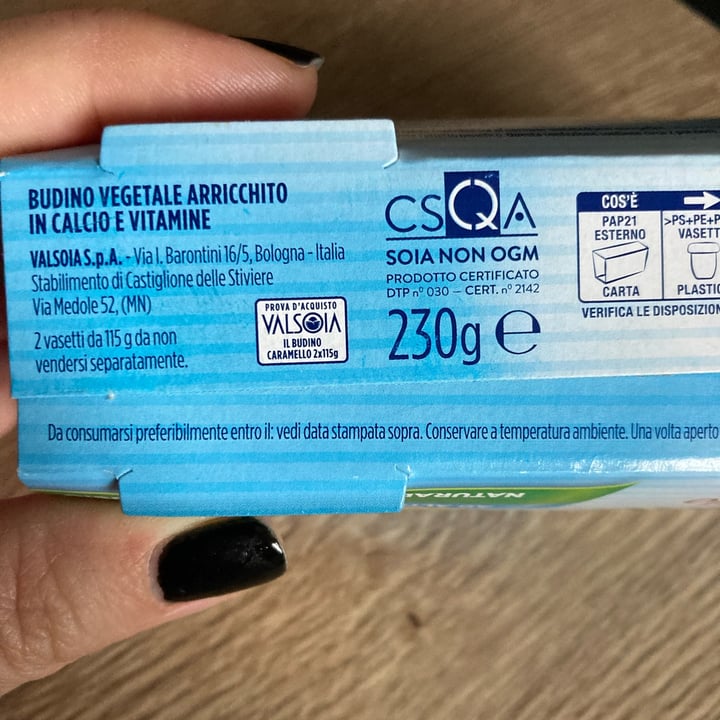 BUDINO VEGETALE ARRICCHITO
IN CALCIO E VITAMINE
VALSOIA S.p.A. - Via I. Barontini 16/5, Bologna - Italia
Stabilimento di Castiglione delle Stiviere
Via Medole 52, (MN)
2 vasetti da 115 g da non
vendersi separatamente.
PROVA D'ACQUISTO
VALSOIA
IL BUDINO
CARAMELLO 2x115g
CSQA
SOIA NON OGM
PRODOTTO CERTIFICATO
DTP n° 030 – CERT. n° 2142
230g e
COS'È
PAP21
ESTERNO
CARTA
>PS+PE+P
VASETT
PLASTIC
VERIFICA LE DISPOSIZION
Da consumarsi preferibilmente entro il: vedi data stampata sopra. Conservare a temperatura ambiente. Una volta aperto